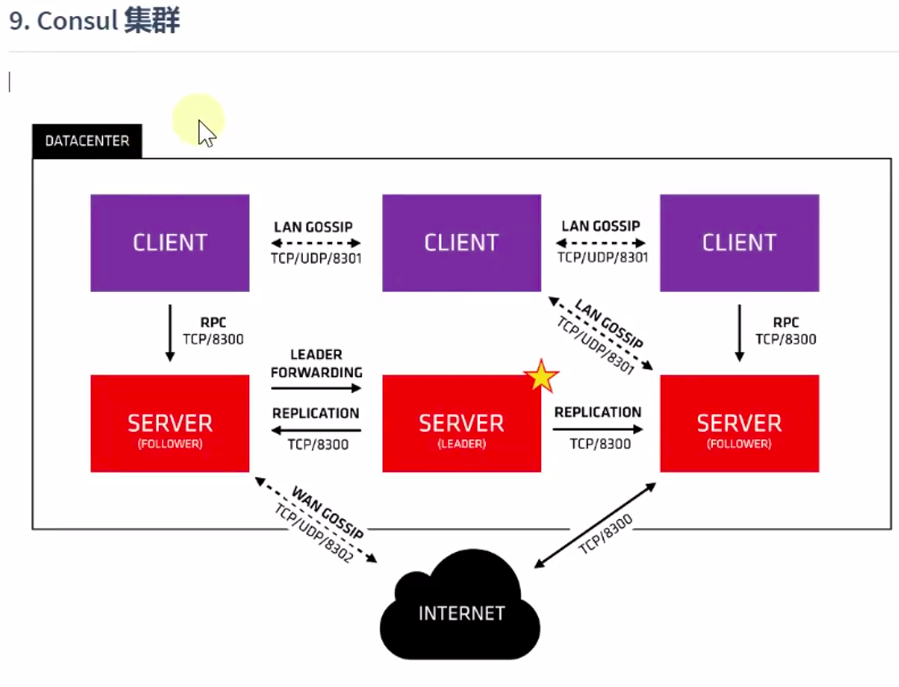 9. Consul 集群
DATACENTER
CLIENT
LAN GOSSIP
TCP/UDP/8301
CLIENT
LAN GOSSIP
TCP/UDP/8301
CLIENT
RPC
TCP/8300
LAN GOSSIP
TCP/UDP/8301
RPC
TCP/8300
LEADER
FORWARDING
SERVER
(FOLLOWER)
REPLICATION
TCP/8300
SERVER
(LEADER)
REPLICATION
TCP/8300
SERVER
(FOLLOWER)
WAN GOSSIP
TCP/UDP/8302
TCP/8300
INTERNET